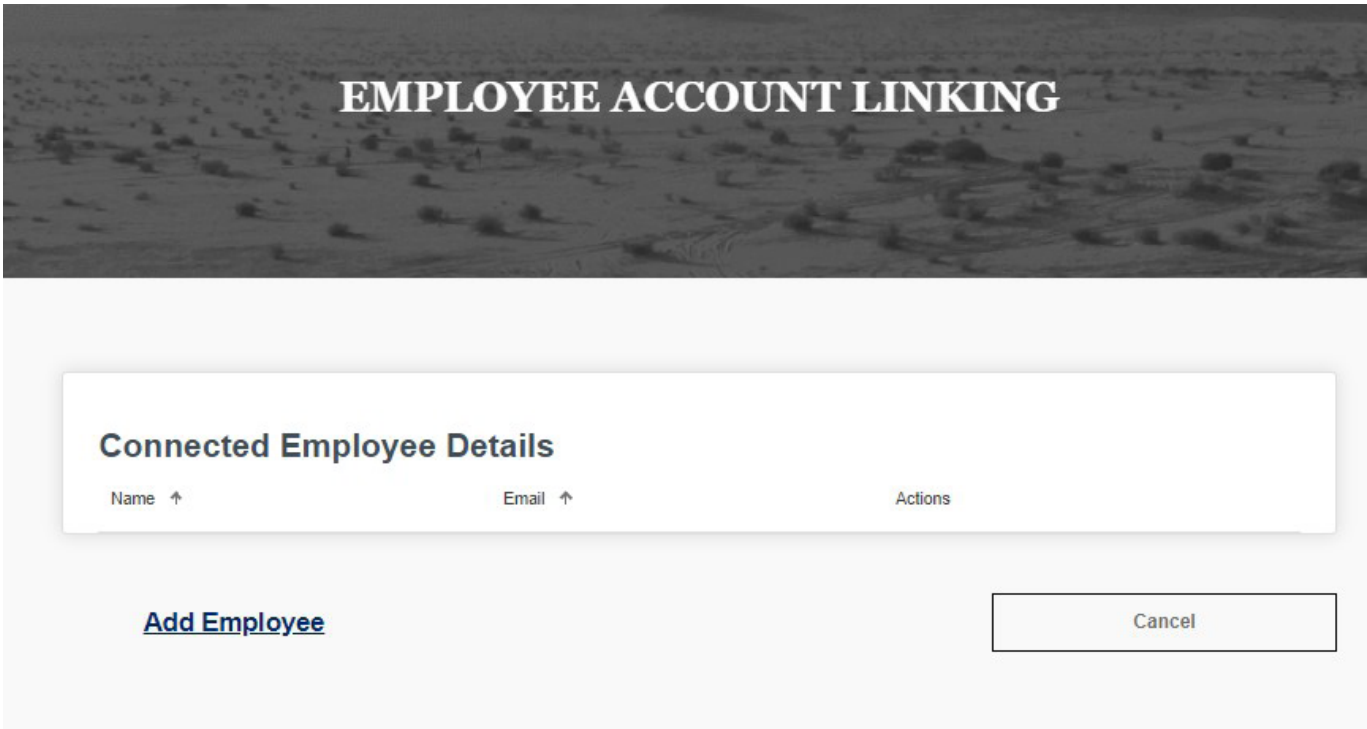 EMPLOYEE ACCOUNT LINKING
Connected Employee Details
Name ↑ Email ↑ Actions
Add Employee Cancel